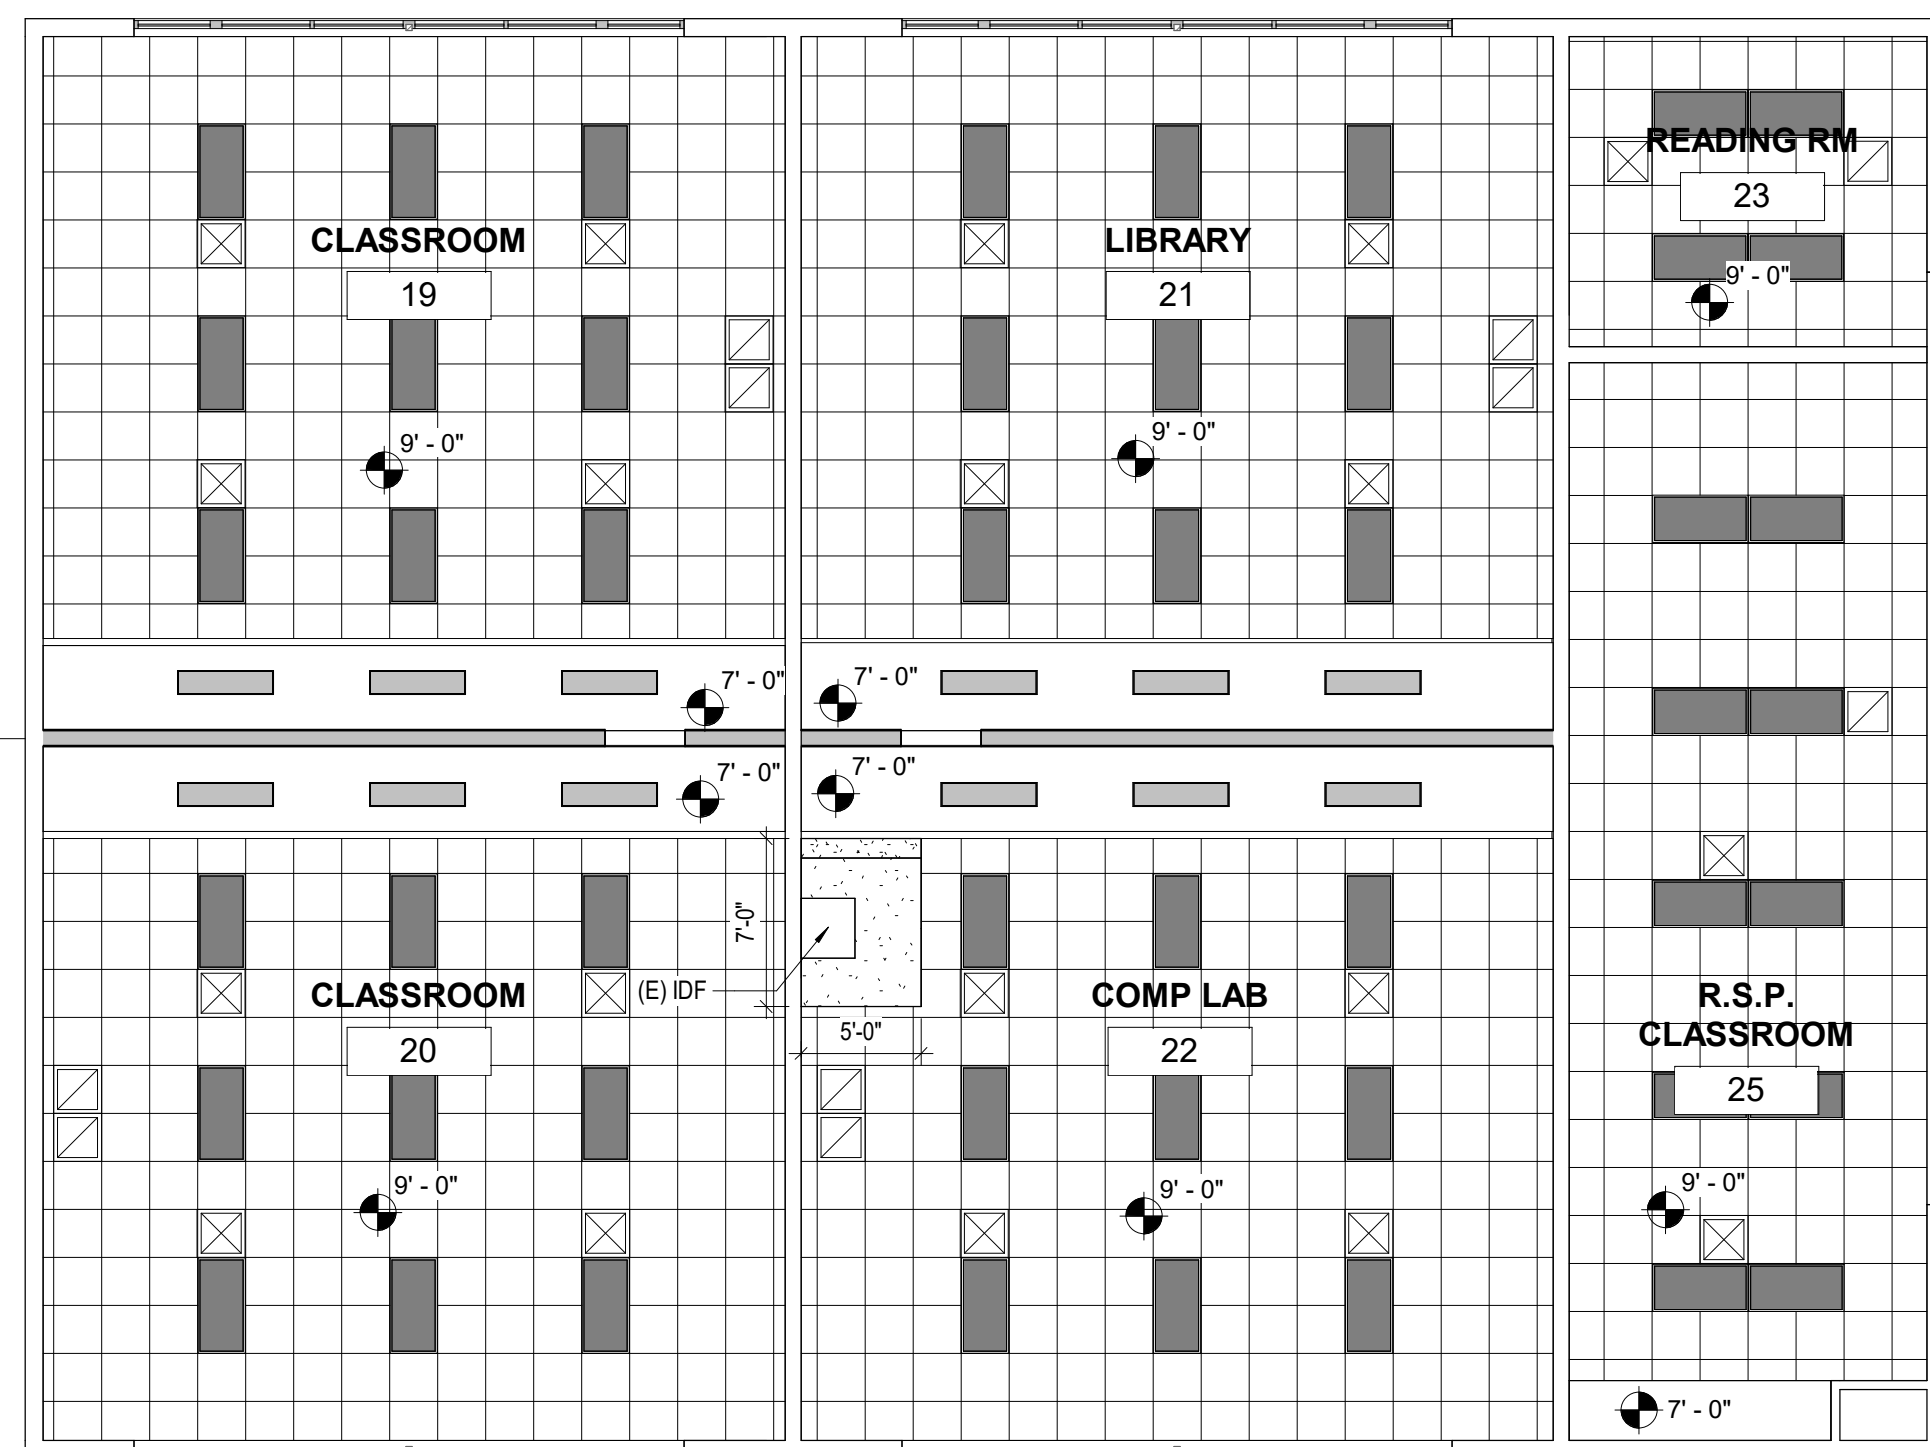 READING RM
23
9' - 0"
CLASSROOM
19
9' - 0"
LIBRARY
21
9' - 0"
7' - 0"
7' - 0"
7' - 0"
7' - 0"
7'-0"
(E) IDF
5'-0"
CLASSROOM
20
9' - 0"
COMP LAB
22
9' - 0"
R.S.P.
CLASSROOM
25
9' - 0"
7' - 0"